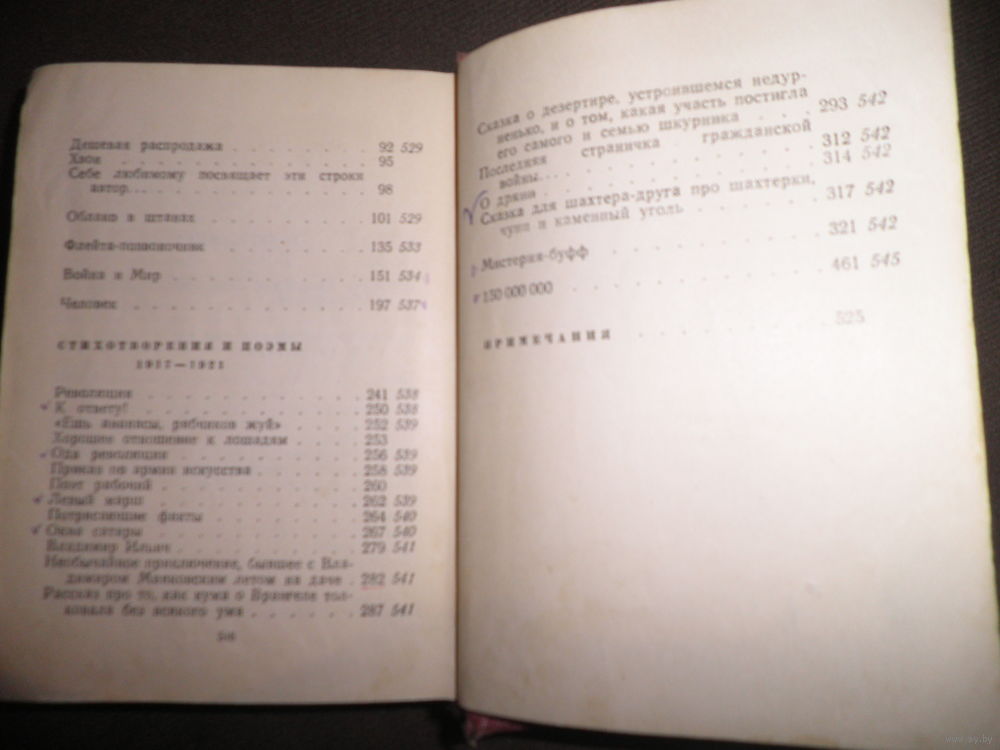 Дешевая распродажа . . . . . . . . . 92 529
Хвои . . . . . . . . . . . . . . . 95
Себе любимому посвящает эти строки
автор... . . . . . . . . . . . . . 98
Облако в штанах . . . . . . . . . . 101 529
Флейта-позвоночник . . . . . . . . . 135 533
Война и Мир . . . . . . . . . . . . 151 534
Человек . . . . . . . . . . . . . . 197 537
СТИХОТВОРЕНИЯ И ПОЭМЫ
1917—1921
Революция . . . . . . . . . . . . . 241 538
К ответу! . . . . . . . . . . . . . 250 538
«Ешь ананасы, рябчиков жуй» . . . . 252 539
Хорошее отношение к лошадям . . . . 253
Ода революции . . . . . . . . . . . 256 539
Приказ по армии искусства . . . . . 258 539
Поэт рабочий . . . . . . . . . . . . 260
Левый марш . . . . . . . . . . . . . 262 539
Потрясающие факты . . . . . . . . . 264 540
Окна сатиры . . . . . . . . . . . . 267 540
Владимир Ильич . . . . . . . . . . . 279 541
Необычайное приключение, бывшее с Вла-
димиром Маяковским летом на даче . 282 541
Рассказ про то, как кума о Врангеле тол-
ковала без всякого ума . . . . . . 287 541
Сказка о дезертире, устроившемся недур-
ненько, и о том, какая участь постигла
его самого и семью шкурника . . . 293 542
Последняя страничка гражданской
войны... . . . . . . . . . . . . . 312 542
О дряни . . . . . . . . . . . . . . 314 542
Сказка для шахтера-друга про шахтерки,
чуни и каменный уголь . . . . . . . 317 542
Мистерия-буфф . . . . . . . . . . . 321 542
150 000 000 . . . . . . . . . . . . 461 545
ПРИМЕЧАНИЯ . . . . . . . . . . . . 525
www.ay.by